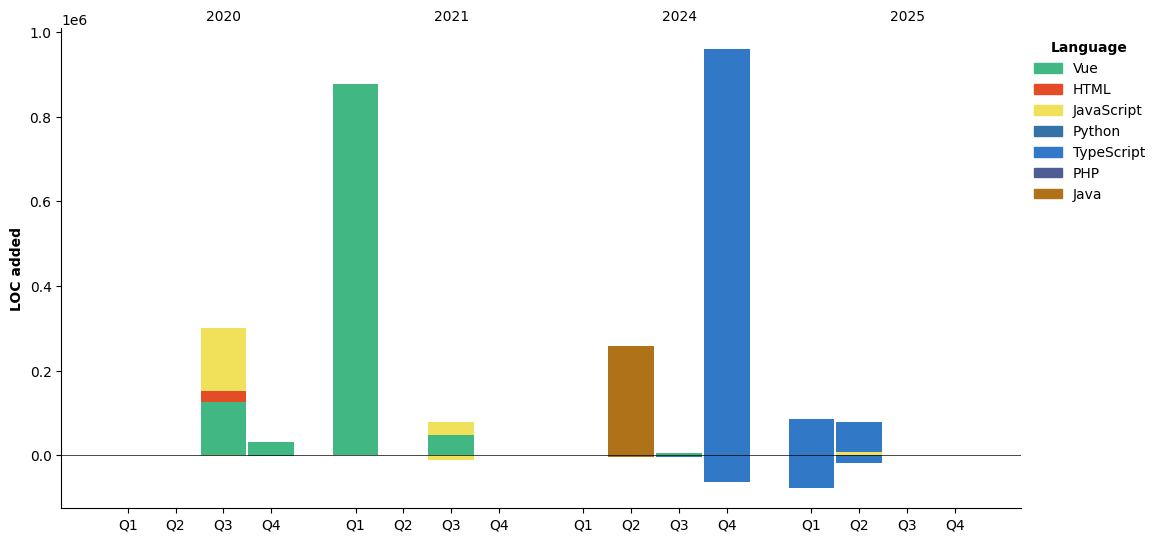 2020 2021 2024 2025
1e6
1.0
0.8
0.6
0.4
0.2
0.0
LOC added
Q1 Q2 Q3 Q4 Q1 Q2 Q3 Q4 Q1 Q2 Q3 Q4 Q1 Q2 Q3 Q4
Language
Vue
HTML
JavaScript
Python
TypeScript
PHP
Java